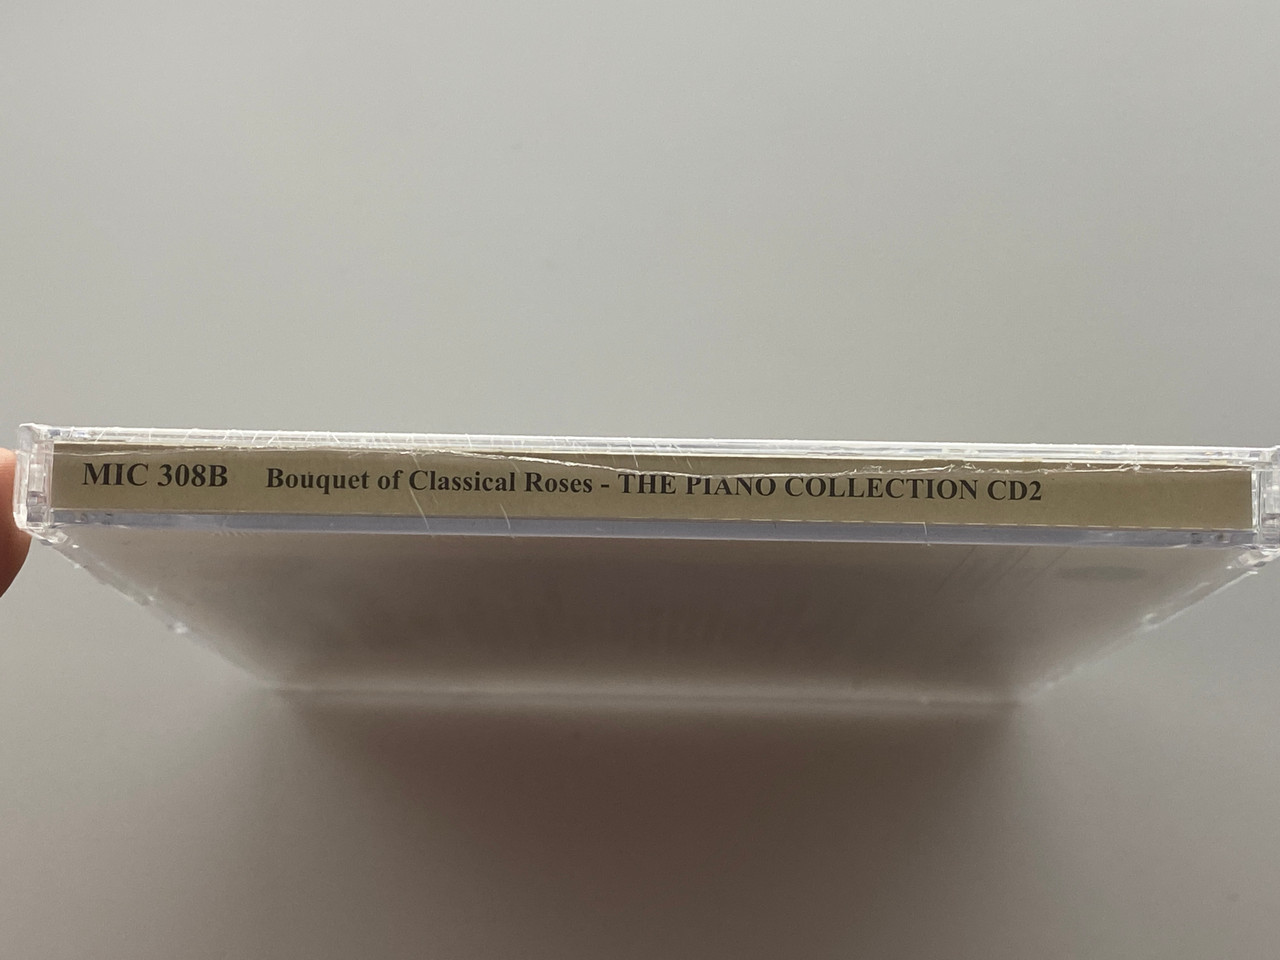 MIC 308B Bouquet of Classical Roses - THE PIANO COLLECTION CD2